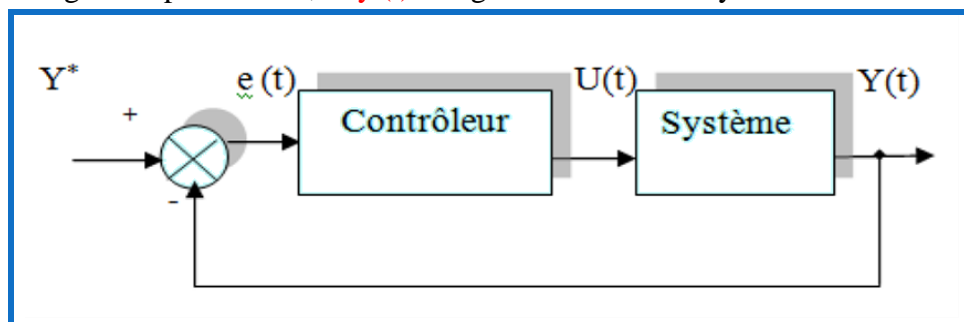 Y*
e (t)
U(t)
Y(t)
+
Contrôleur
Système
-